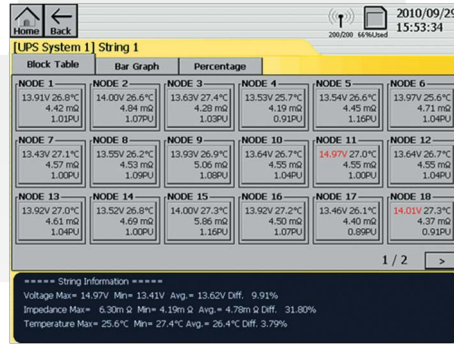 Home Back 200/200 66%Used 2010/09/29
15:53:34
[UPS System 1] String 1
Block Table Bar Graph Percentage
NODE 1 NODE 2 NODE 3 NODE 4 NODE 5 NODE 6
13.91V 26.8°C 14.00V 26.6°C 13.63V 27.4°C 13.53V 25.7°C 13.54V 26.6°C 13.97V 25.6°C
4.42 mΩ 4.84 mΩ 4.28 mΩ 4.19 mΩ 4.45 mΩ 4.71 mΩ
1.01PU 1.07PU 1.03PU 0.91PU 1.16PU 1.04PU
NODE 7 NODE 8 NODE 9 NODE 10 NODE 11 NODE 12
13.43V 27.1°C 13.55V 26.2°C 13.93V 26.9°C 13.64V 26.7°C 14.97V 27.0°C 13.64V 26.7°C
4.57 mΩ 4.53 mΩ 5.06 mΩ 4.55 mΩ 4.55 mΩ 4.55 mΩ
1.00PU 1.09PU 1.08PU 1.04PU 1.00PU 1.04PU
NODE 13 NODE 14 NODE 15 NODE 16 NODE 17 NODE 18
13.92V 27.0°C 13.52V 26.8°C 14.00V 27.3°C 13.92V 27.2°C 13.46V 26.1°C 14.01V 27.3°C
4.61 mΩ 4.69 mΩ 5.86 mΩ 4.50 mΩ 4.40 mΩ 4.37 mΩ
1.04PU 1.00PU 1.16PU 1.07PU 0.89PU 0.91PU
1 / 2 >
===== String Information =====
Voltage Max= 14.97V Min= 13.41V Avg.= 13.62V Diff. 9.91%
Impedance Max= 6.30m Ω Min= 4.19m Ω Avg.= 4.78m Ω Diff. 31.80%
Temperature Max= 25.6°C Min= 27.4°C Avg.= 26.4°C Diff. 3.79%